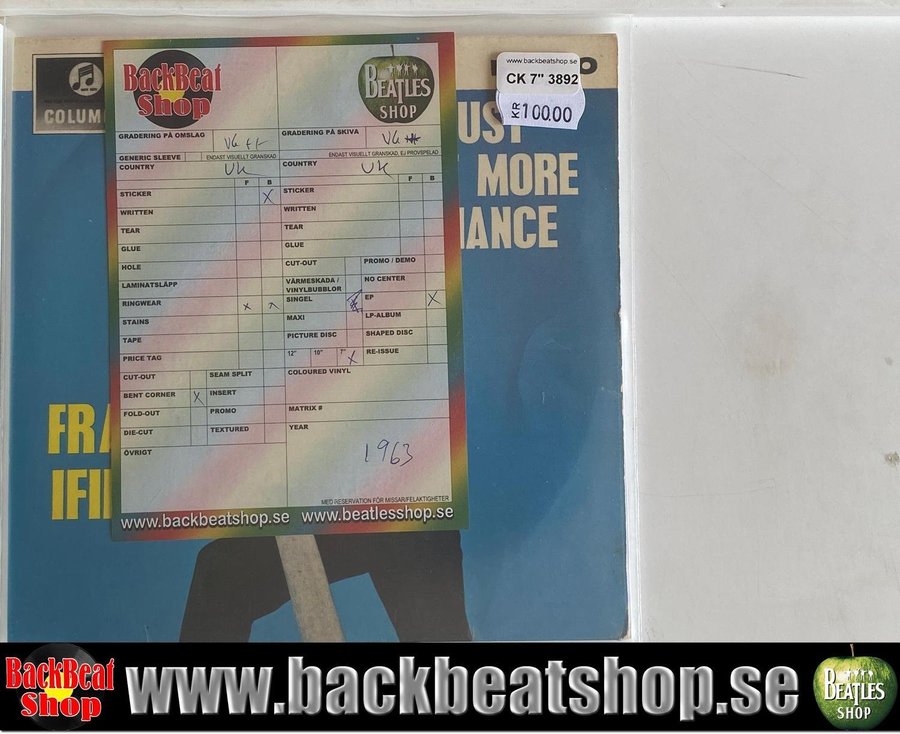 www.backbeatshop.se
CK 7" 3892
KR 100.00
COLUM
UST
MORE
ANCE
FRA
IFI
BackBeat
Shop
BEATLES
SHOP
GRADERING PÅ OMSLAG VG ++ GRADERING PÅ SKIVA VG
GENERIC SLEEVE ENDAST VISUELLT GRANSKAD ENDAST VISUELLT GRANSKAD, EJ PROVSPELAD
COUNTRY UK COUNTRY UK
F B F B
STICKER X STICKER
WRITTEN WRITTEN
TEAR TEAR
GLUE GLUE
HOLE CUT-OUT PROMO / DEMO
LAMINATSLÄPP VÄRMESKADA / VINYLBUBBLOR NO CENTER
RINGWEAR x SINGEL EP X
STAINS MAXI LP-ALBUM
TAPE PICTURE DISC SHAPED DISC
PRICE TAG 12" 10" 7" X RE-ISSUE
CUT-OUT SEAM SPLIT COLOURED VINYL
BENT CORNER X INSERT
FOLD-OUT PROMO MATRIX #
DIE-CUT TEXTURED YEAR
ÖVRIGT 1963
MED RESERVATION FÖR MISSAR/FELAKTIGHETER
www.backbeatshop.se www.beatlesshop.se
BackBeat
Shop
www.backbeatshop.se
BEATLES
SHOP